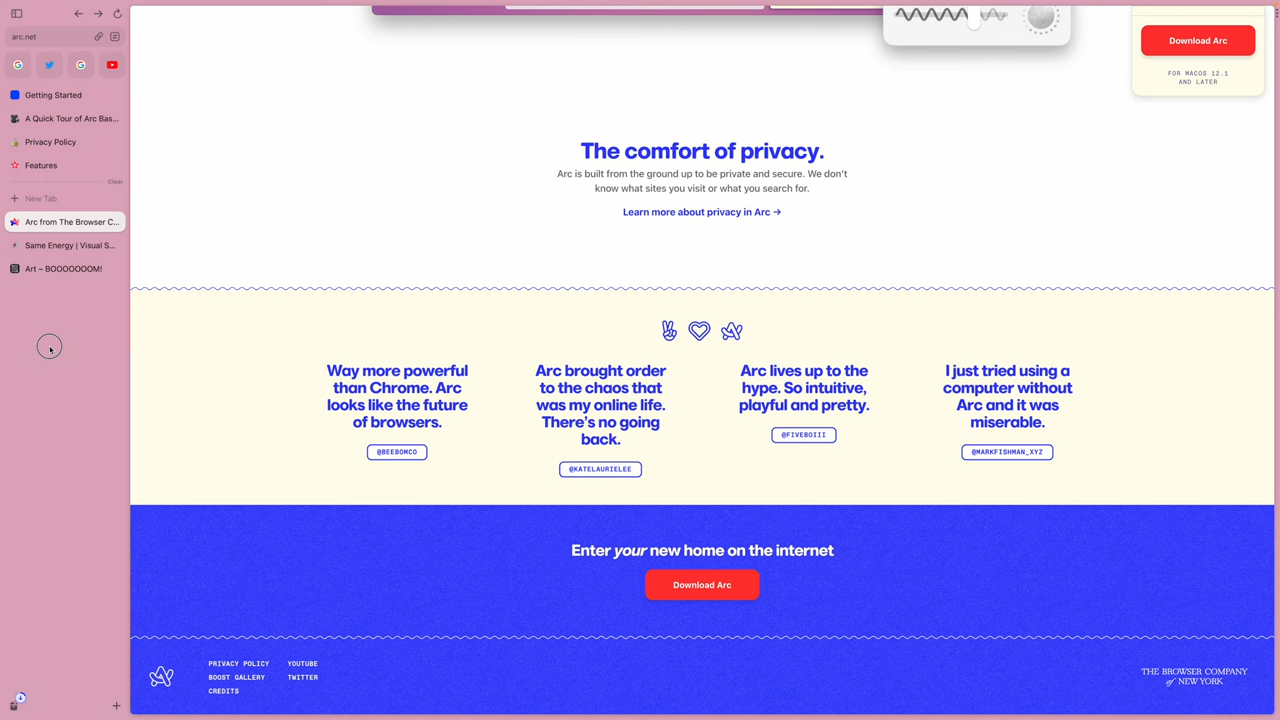 arc.net
Getting Started
A Quick Tour of Arc Bas...
Privacy Policy
Features
Clear
New Tab
Arc from The Browser C...
Same Energy | Visual S...
Art – BOOOOOOOM!
Download Arc
FOR MACOS 12.1
AND LATER
The comfort of privacy.
Arc is built from the ground up to be private and secure. We don't
know what sites you visit or what you search for.
Learn more about privacy in Arc →
Way more powerful
than Chrome. Arc
looks like the future
of browsers.
@BEEBOMCO
Arc brought order
to the chaos that
was my online life.
There's no going
back.
@KATELAURIELEE
Arc lives up to the
hype. So intuitive,
playful and pretty.
@FIVEBOIII
I just tried using a
computer without
Arc and it was
miserable.
@MARKFISHMAN_XYZ
Enter your new home on the internet
Download Arc
PRIVACY POLICY
BOOST GALLERY
CREDITS
YOUTUBE
TWITTER
THE BROWSER COMPANY
of NEW YORK